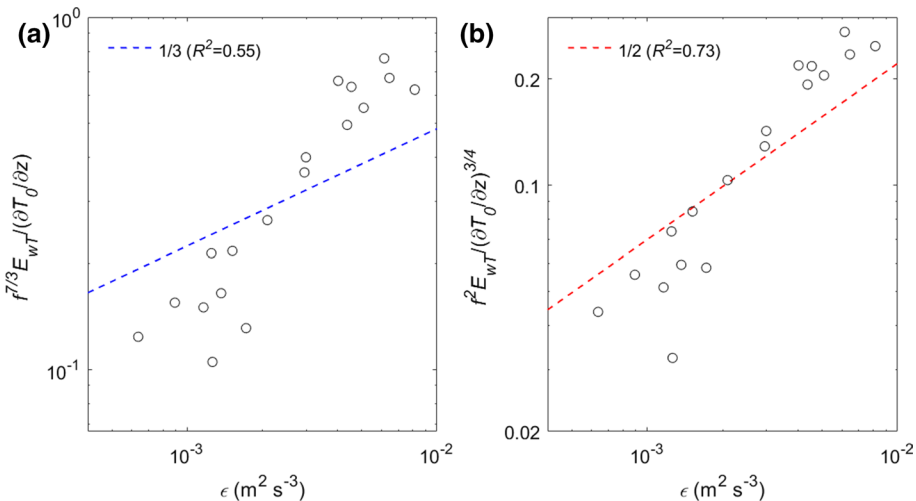 (a)
10⁰
1/3 (R²=0.55)
f^{7/3}E_{wT}/(∂T_0/∂z)
10⁻¹
10⁻³
10⁻²
ϵ (m² s⁻³)
(b)
1/2 (R²=0.73)
f²E_{wT}/(∂T_0/∂z)^{3/4}
0.2
0.1
0.02
10⁻³
10⁻²
ϵ (m² s⁻³)